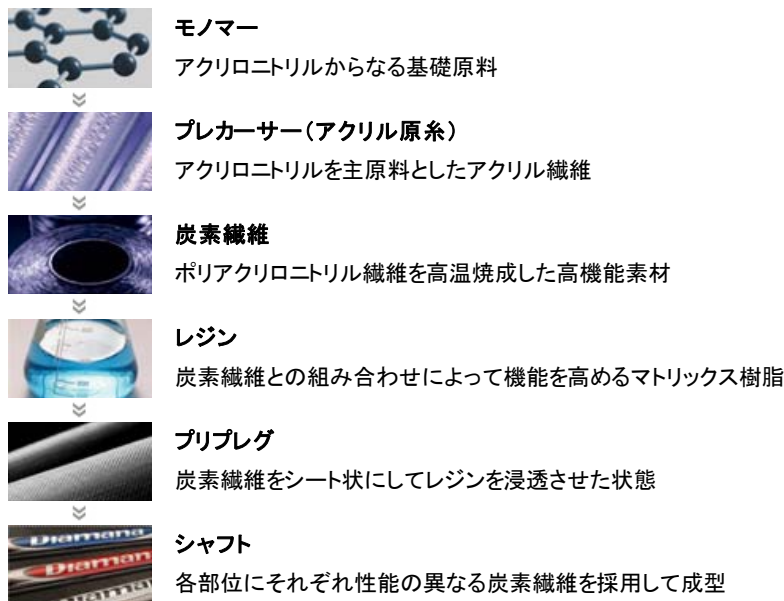 モノマー
アクリロニトリルからなる基礎原料
プレカーサー（アクリル原糸）
アクリロニトリルを主原料としたアクリル繊維
炭素繊維
ポリアクリロニトリル繊維を高温焼成した高機能素材
レジン
炭素繊維との組み合わせによって機能を高めるマトリックス樹脂
プリプレグ
炭素繊維をシート状にしてレジンを浸透させた状態
シャフト
各部位にそれぞれ性能の異なる炭素繊維を採用して成型
Diamana
Diaman